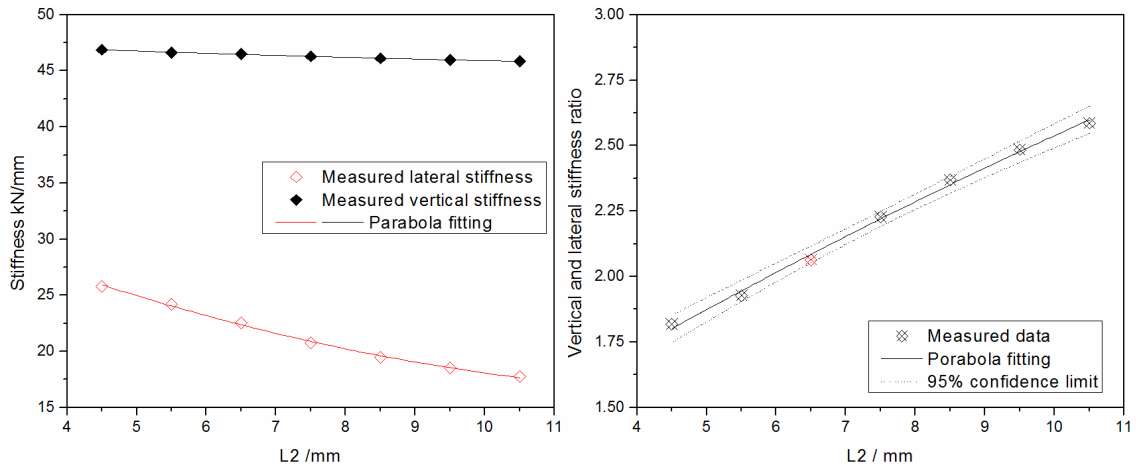 50
45
40
35
30
25
20
15
Stiffness kN/mm
Measured lateral stiffness
Measured vertical stiffness
Parabola fitting
4 5 6 7 8 9 10 11
L2 /mm
3.00
2.75
2.50
2.25
2.00
1.75
1.50
Vertical and lateral stiffness ratio
Measured data
Porabola fitting
95% confidence limit
4 5 6 7 8 9 10 11
L2 / mm